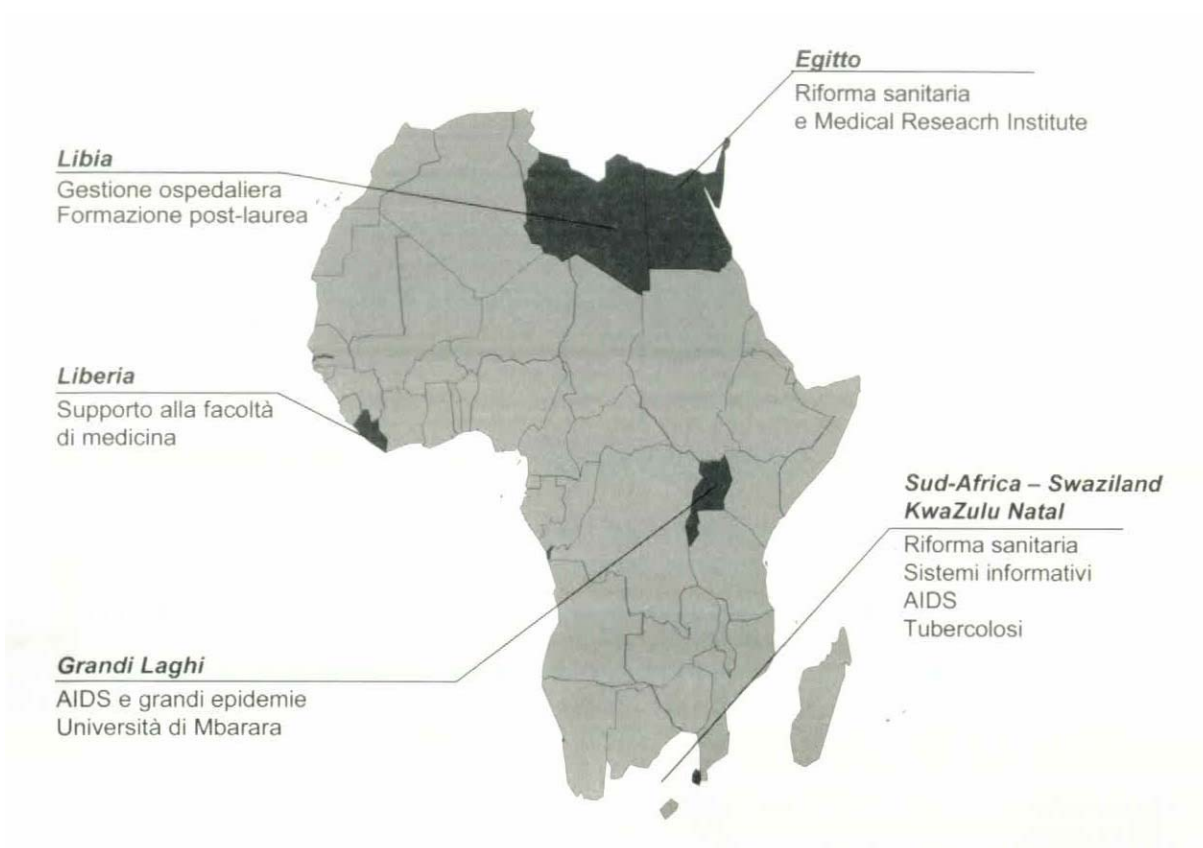 Egitto
Riforma sanitaria
e Medical Reseacrh Institute
Libia
Gestione ospedaliera
Formazione post-laurea
Liberia
Supporto alla facoltà
di medicina
Sud-Africa – Swaziland
KwaZulu Natal
Riforma sanitaria
Sistemi informativi
AIDS
Tubercolosi
Grandi Laghi
AIDS e grandi epidemie
Università di Mbarara